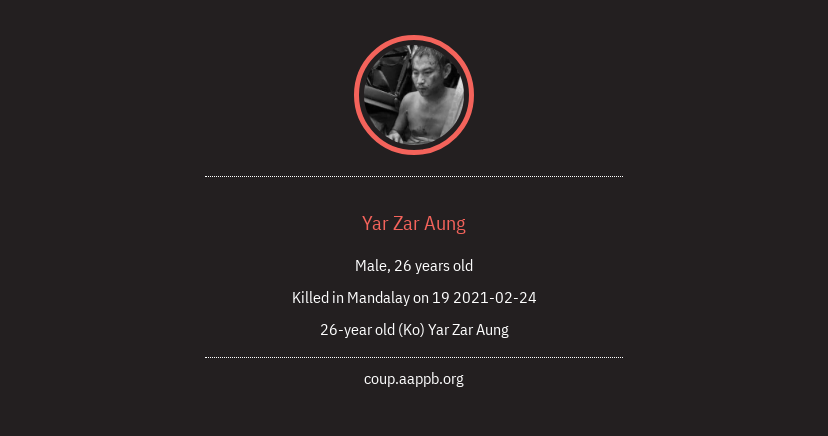 Yar Zar Aung
Male, 26 years old
Killed in Mandalay on 19 2021-02-24
26-year old (Ko) Yar Zar Aung
coup.aappb.org